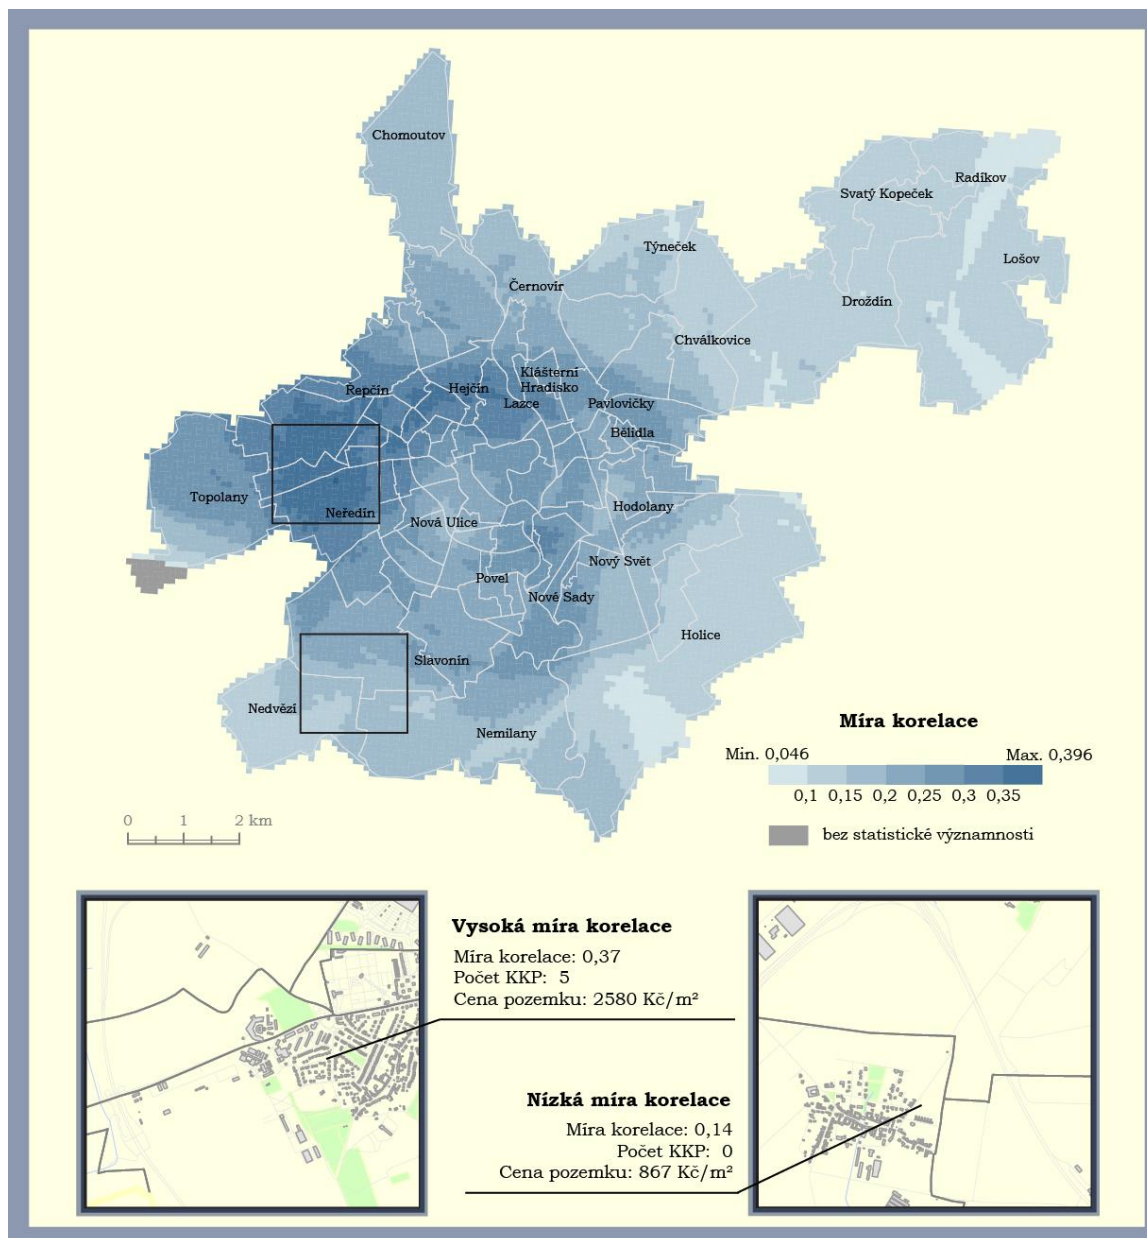 Chomoutov
Radíkov
Svatý Kopeček
Týneček
Lošov
Černovír
Droždín
Chválkovice
Klášterní
Hradisko
Řepčín
Hejčín
Lazce
Pavlovičky
Bělidla
Topolany
Neředín
Nová Ulice
Hodolany
Nový Svět
Povel
Nové Sady
Holice
Slavonín
Nedvězí
Nemilany
Míra korelace
Min. 0,046 Max. 0,396
0,1 0,15 0,2 0,25 0,3 0,35
bez statistické významnosti
0 1 2 km
Vysoká míra korelace
Míra korelace: 0,37
Počet KKP: 5
Cena pozemku: 2580 Kč/m²
Nízká míra korelace
Míra korelace: 0,14
Počet KKP: 0
Cena pozemku: 867 Kč/m²